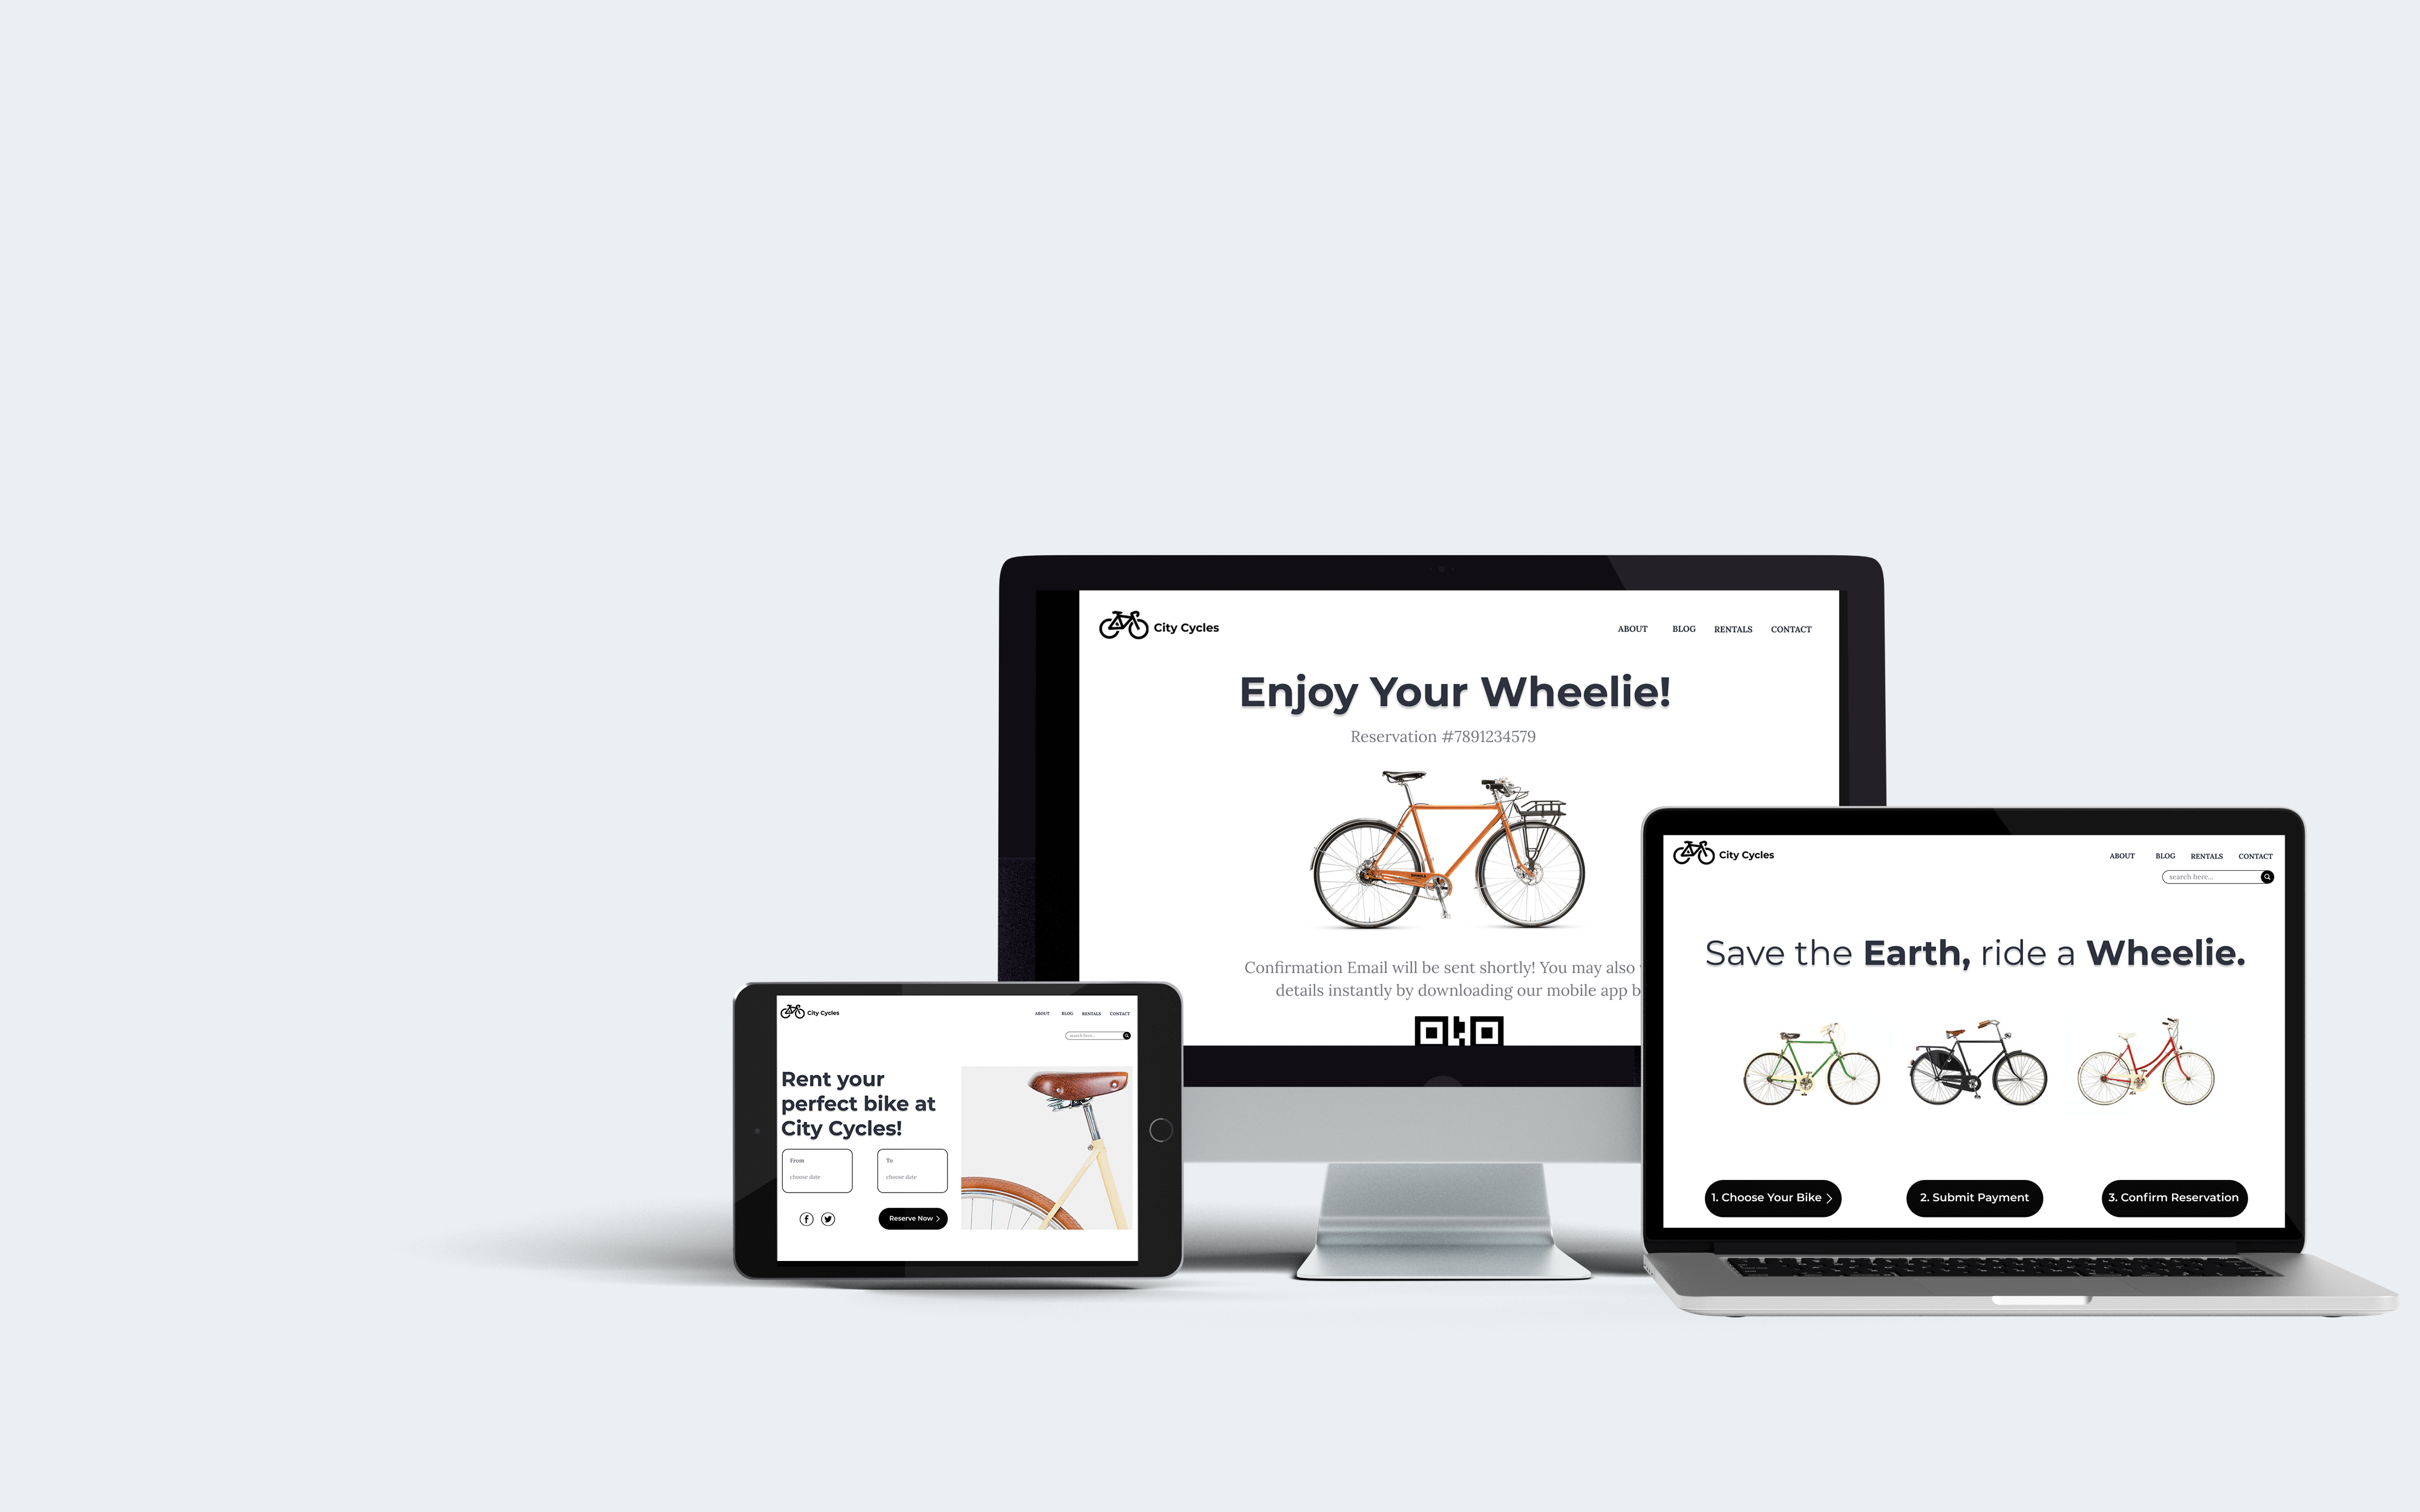 City Cycles
ABOUT BLOG RENTALS CONTACT
Enjoy Your Wheelie!
Reservation #7891234579
Confirmation Email will be sent shortly! You may also
details instantly by downloading our mobile app
City Cycles
ABOUT BLOG RENTALS CONTACT
search here...
Rent your
perfect bike at
City Cycles!
From
choose date
To
choose date
Reserve Now
City Cycles
ABOUT BLOG RENTALS CONTACT
search here...
Save the Earth, ride a Wheelie.
1. Choose Your Bike
2. Submit Payment
3. Confirm Reservation